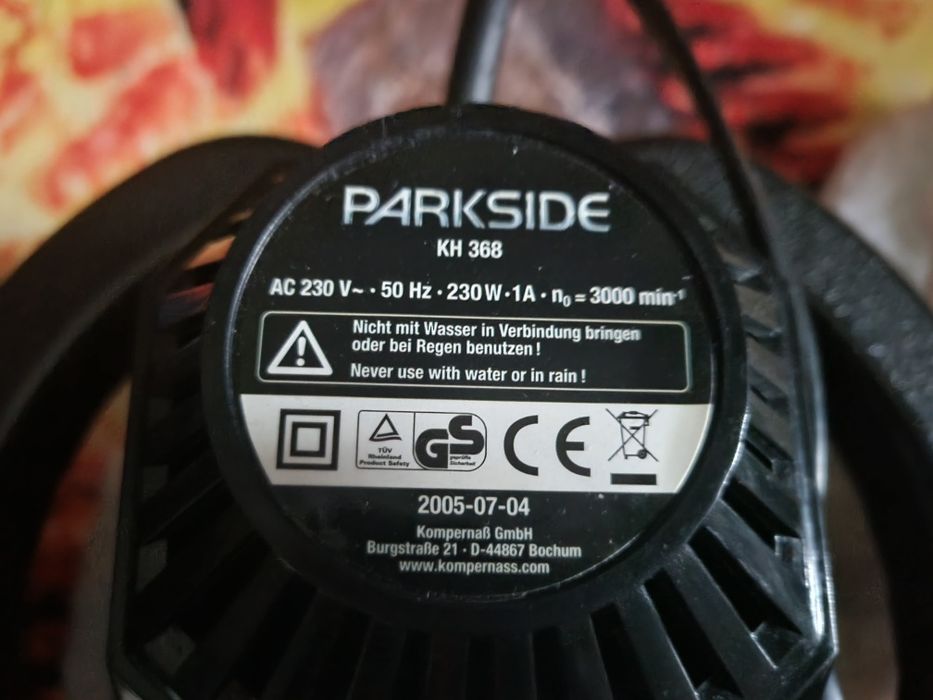 PARKSIDE
KH 368
AC 230 V~ · 50 Hz · 230 W · 1A · n₀ = 3000 min⁻¹
Nicht mit Wasser in Verbindung bringen
oder bei Regen benutzen !
Never use with water or in rain !
TÜV
Rheinland
Product Safety
GS
geprüfte
Sicherheit
CE
2005-07-04
Kompernaß GmbH
Burgstraße 21 · D-44867 Bochum
www.kompernass.com